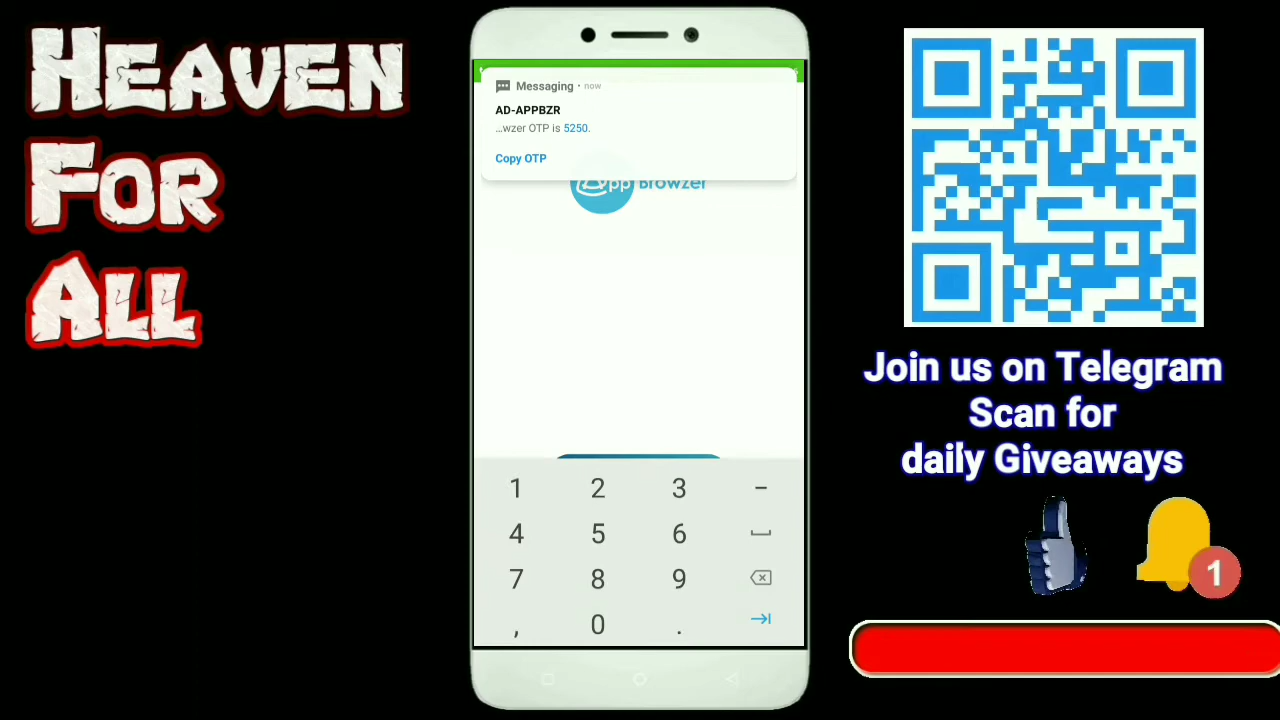 HEAVEN
FOR
ALL
Messaging • now
AD-APPBZR
...wzer OTP is 5250.
Copy OTP
App Browzer
1 2 3 –
4 5 6
7 8 9
, 0 .
Join us on Telegram
Scan for
daily Giveaways
1